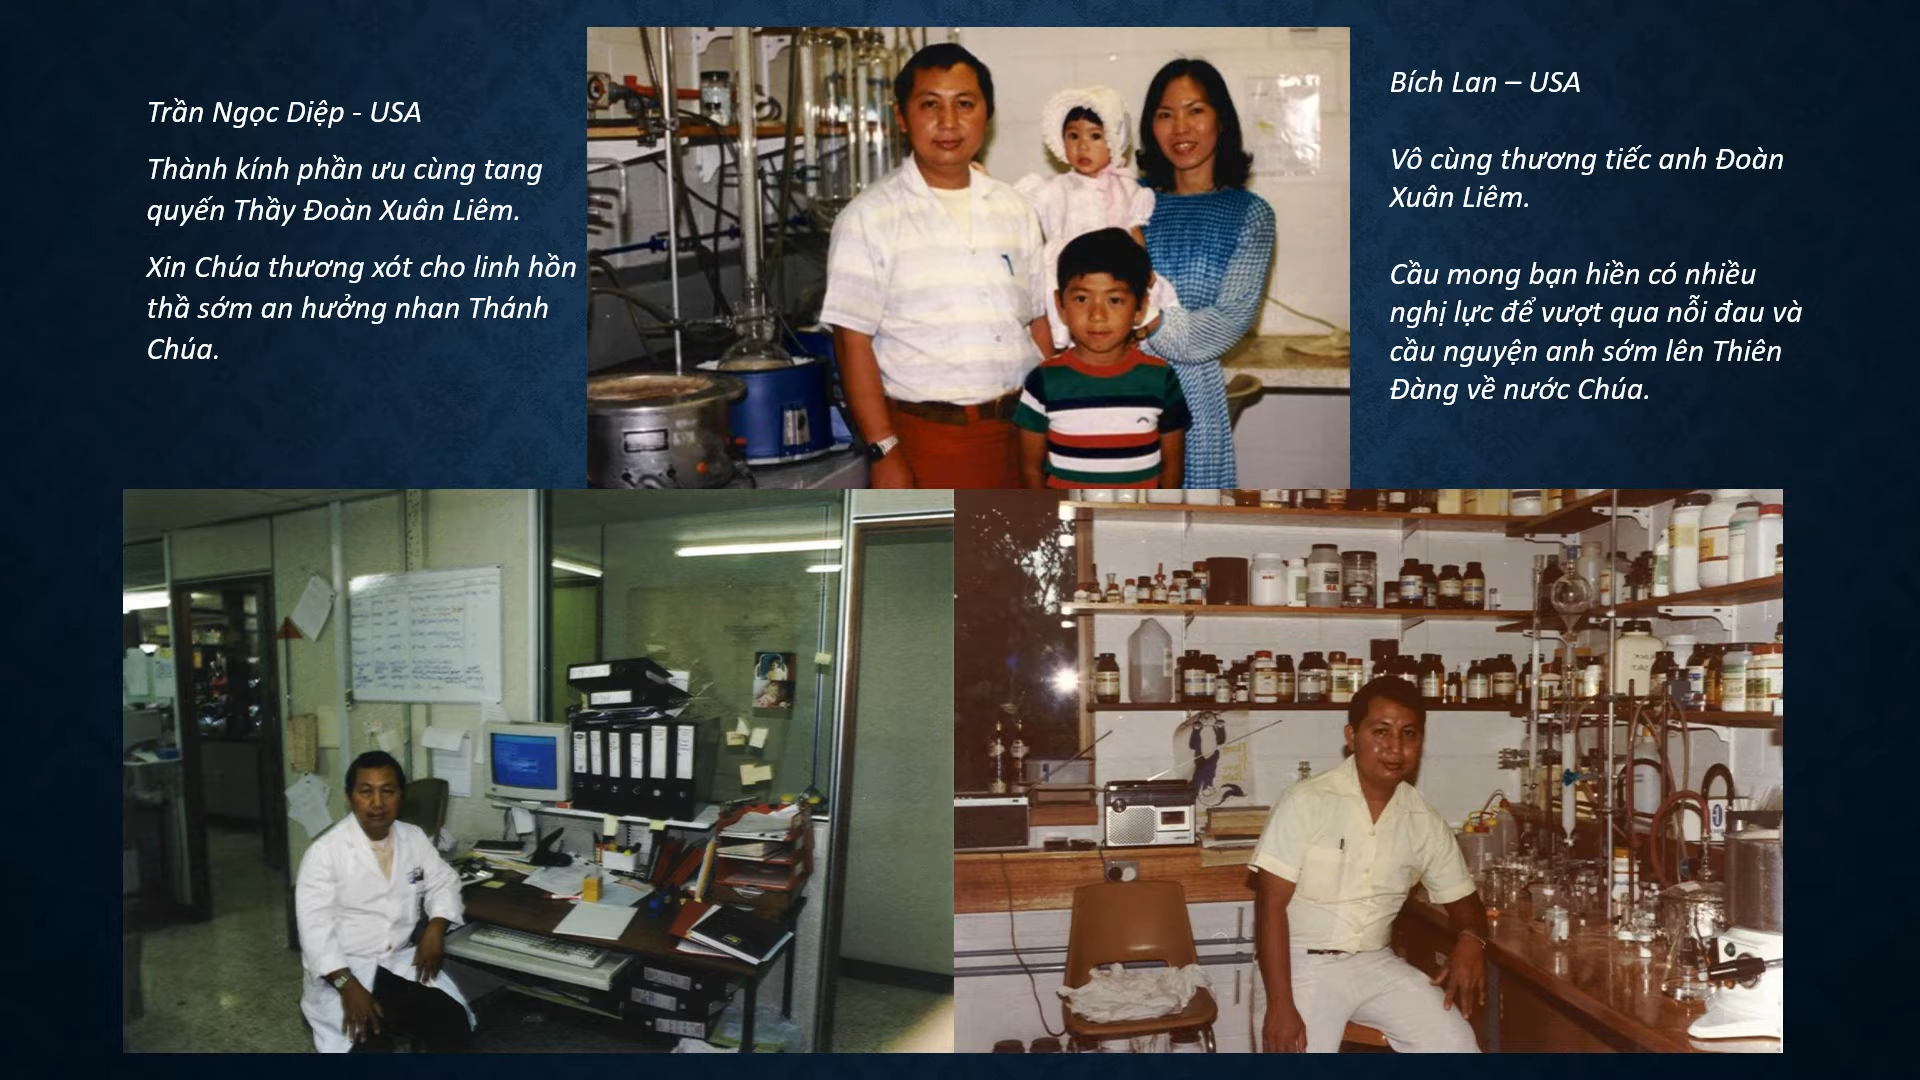 Trần Ngọc Diệp - USA
Thành kính phần ưu cùng tang
quyến Thầy Đoàn Xuân Liêm.
Xin Chúa thương xót cho linh hồn
thầ sớm an hưởng nhan Thánh
Chúa.
Bích Lan – USA
Vô cùng thương tiếc anh Đoàn
Xuân Liêm.
Cầu mong bạn hiền có nhiều
nghị lực để vượt qua nỗi đau và
cầu nguyện anh sớm lên Thiên
Đàng về nước Chúa.